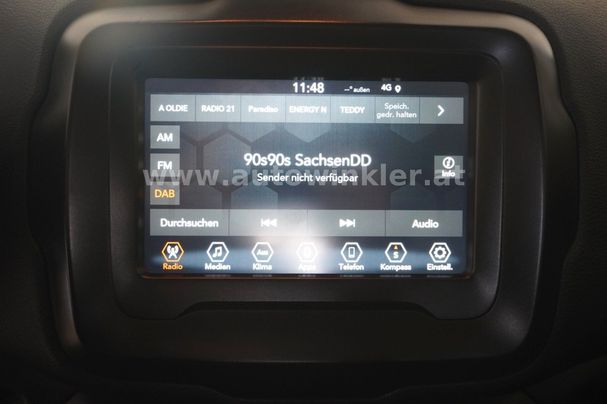 11:48 --° außen 4G
A OLDIE RADIO 21 Paradiso ENERGY N TEDDY Speich. gedr. halten
AM
90s90s SachsenDD
FM
Sender nicht verfügbar
Info
www.autowinkler.at
DAB
Durchsuchen Audio
Radio Medien Klima Apps Telefon Kompass Einstell.